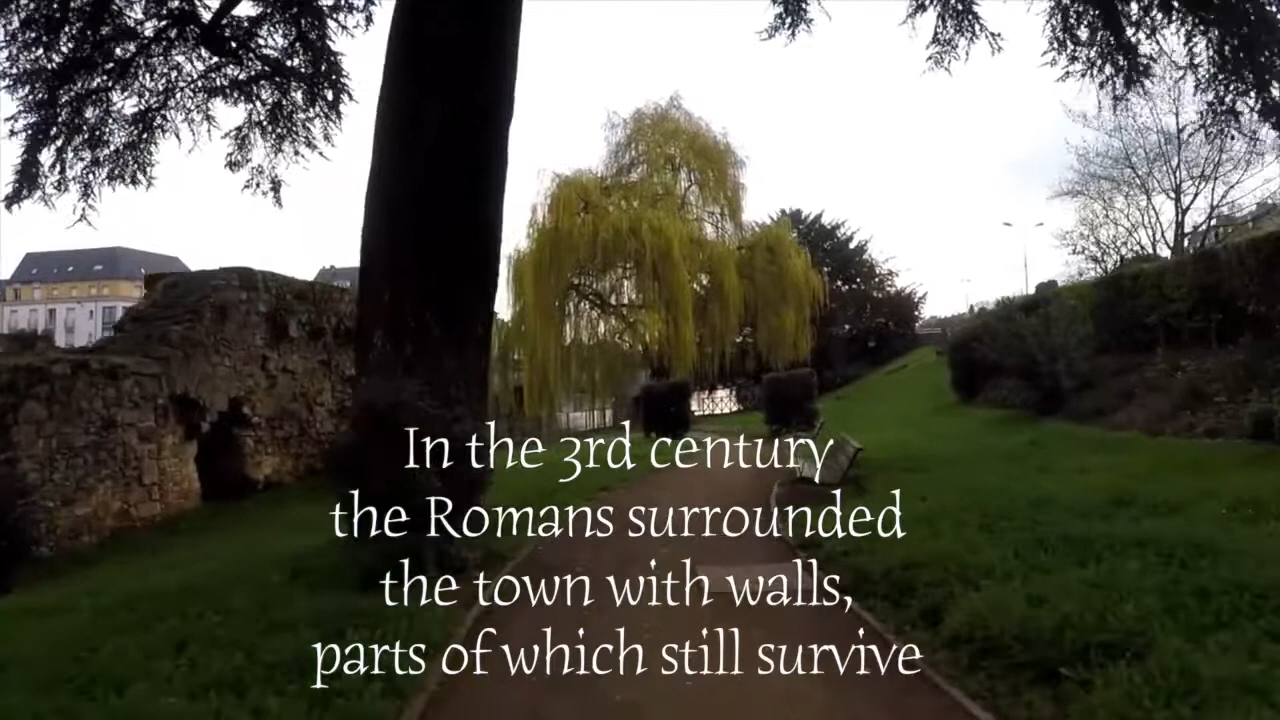 In the 3rd century
the Romans surrounded
the town with walls,
parts of which still survive